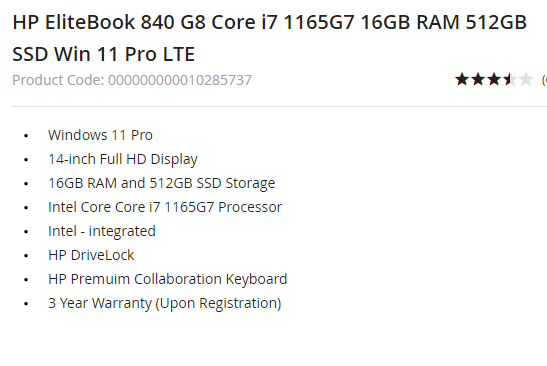 HP EliteBook 840 G8 Core i7 1165G7 16GB RAM 512GB
SSD Win 11 Pro LTE
Product Code: 000000000010285737
(
• Windows 11 Pro
• 14-inch Full HD Display
• 16GB RAM and 512GB SSD Storage
• Intel Core Core i7 1165G7 Processor
• Intel - integrated
• HP DriveLock
• HP Premuim Collaboration Keyboard
• 3 Year Warranty (Upon Registration)